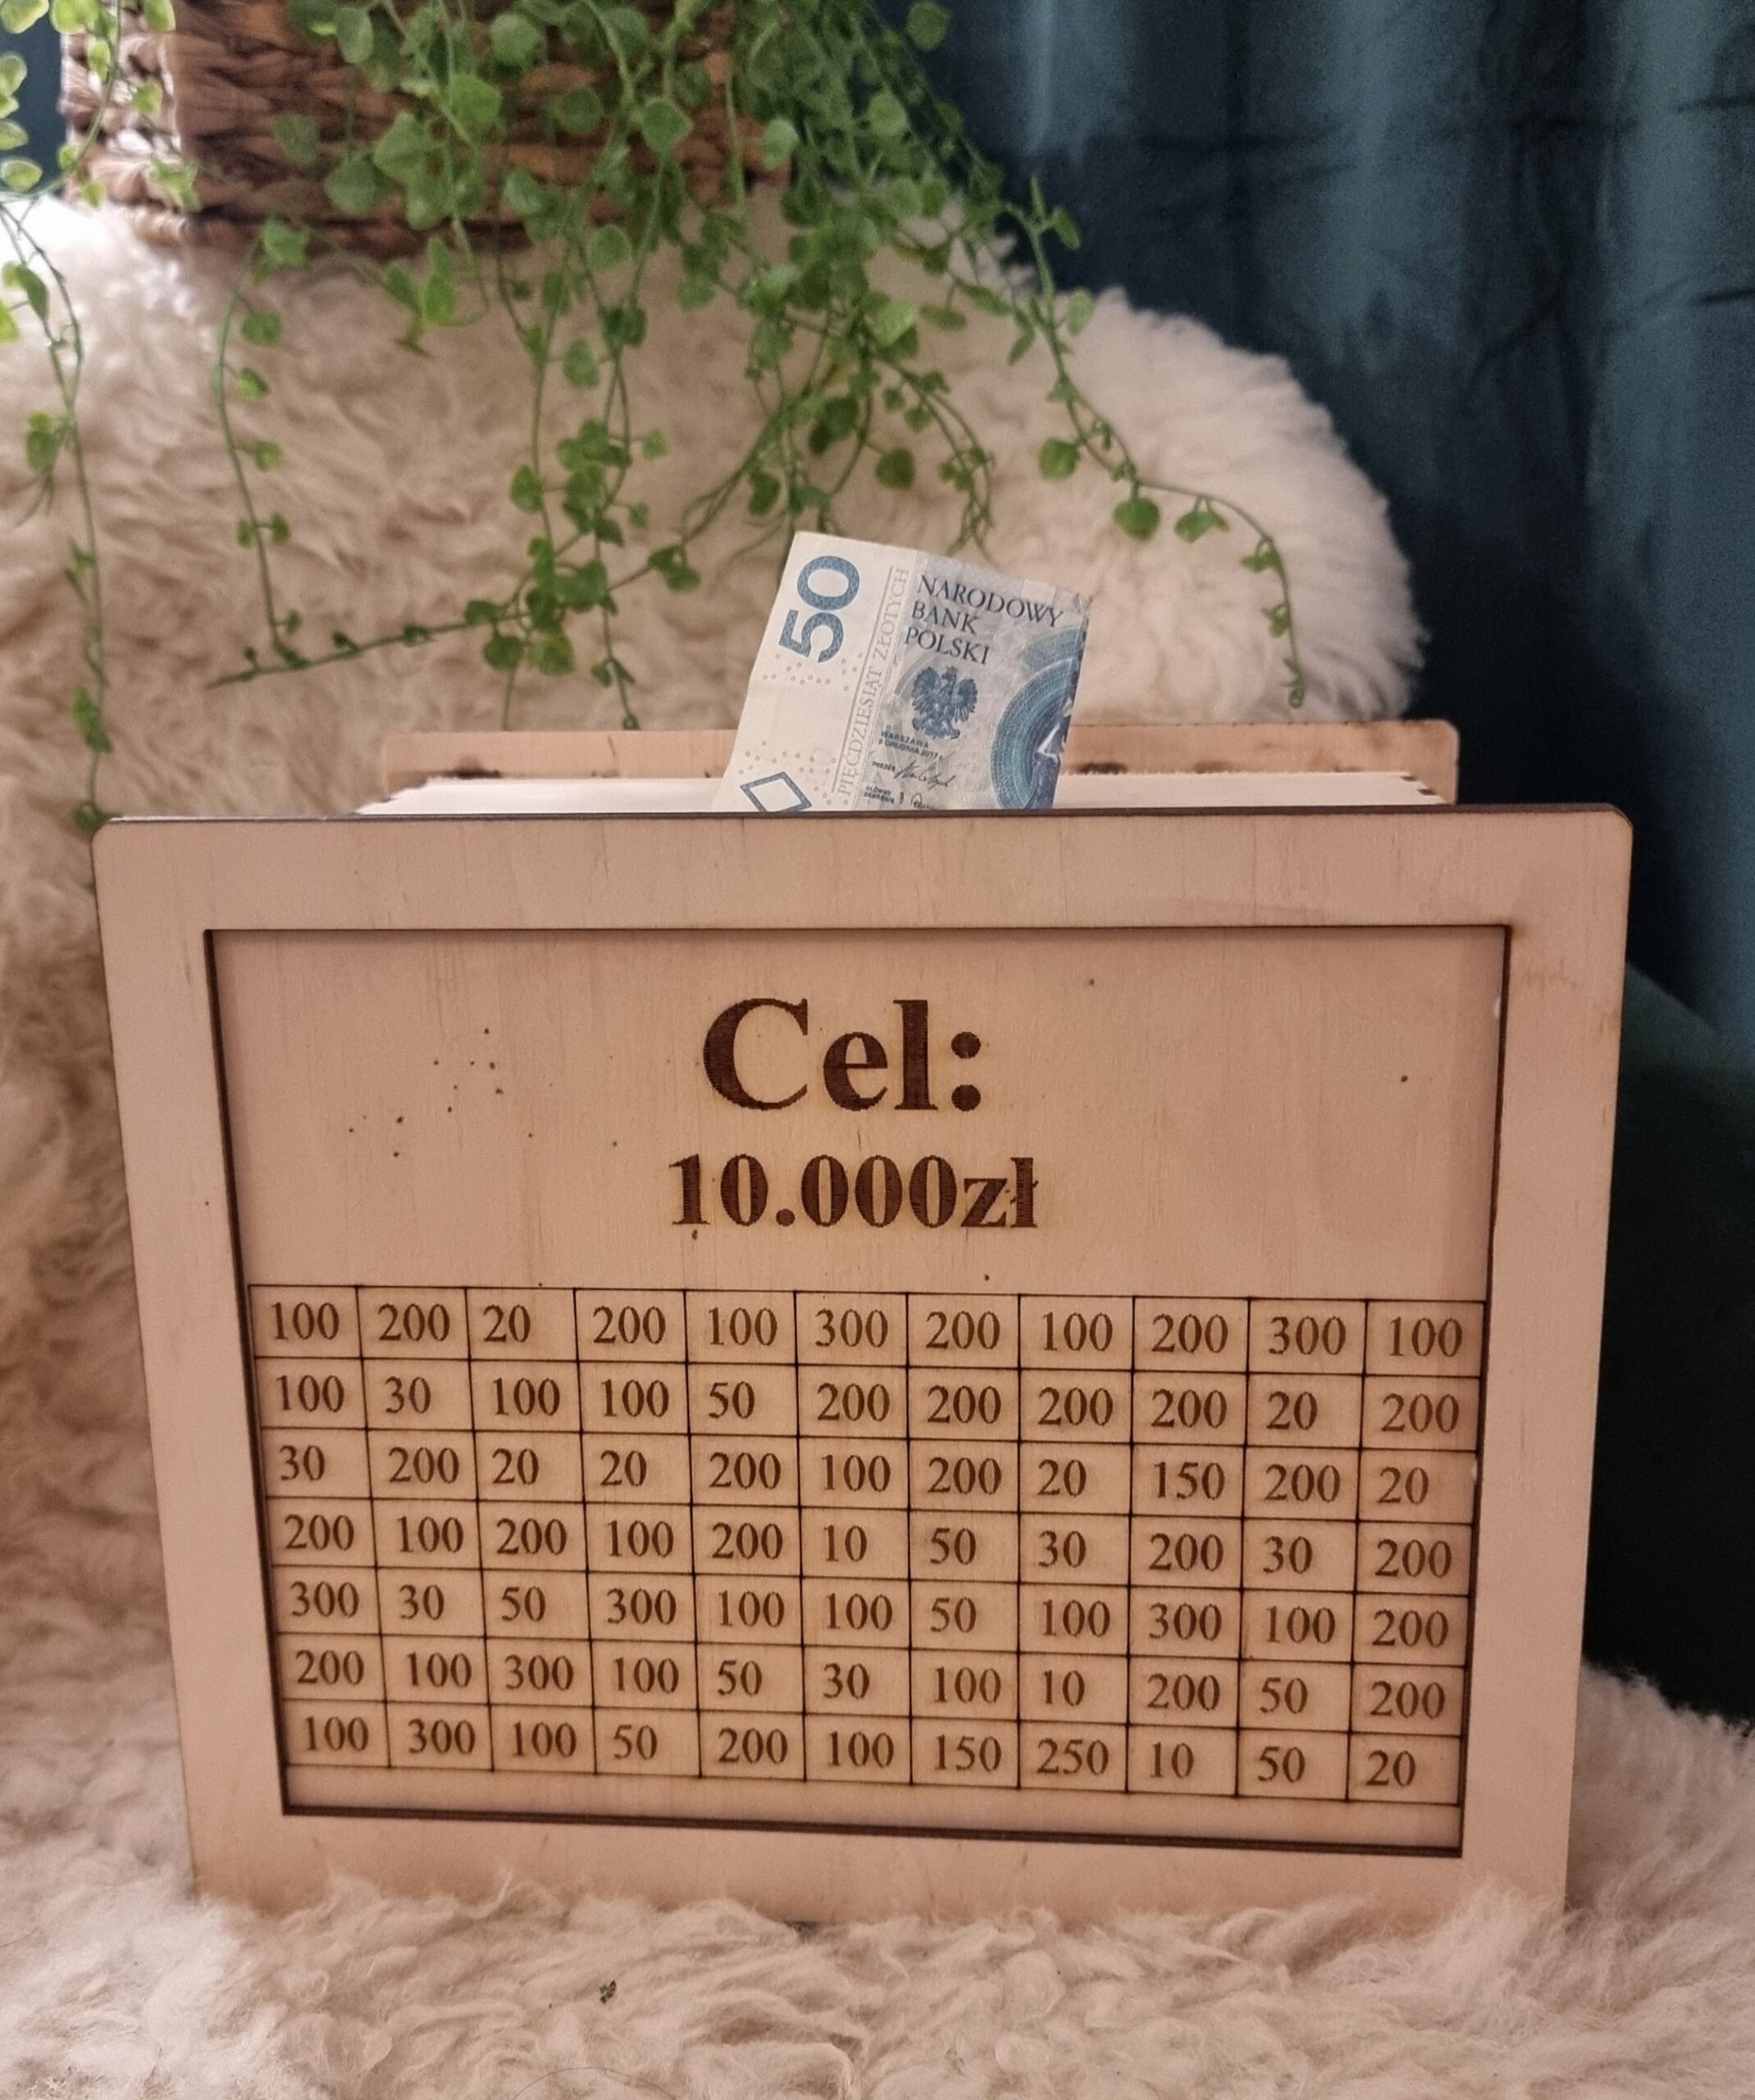 50
PIĘĆDZIESIĄT ZŁOTYCH
NARODOWY
BANK
POLSKI
WARSZAWA
Cel:
10.000zł
100 200 20 200 100 300 200 100 200 300 100
100 30 100 100 50 200 200 200 200 20 200
30 200 20 20 200 100 200 20 150 200 20
200 100 200 100 200 10 50 30 200 30 200
300 30 50 300 100 100 50 100 300 100 200
200 100 300 100 50 30 100 10 200 50 200
100 300 100 50 200 100 150 250 10 50 20